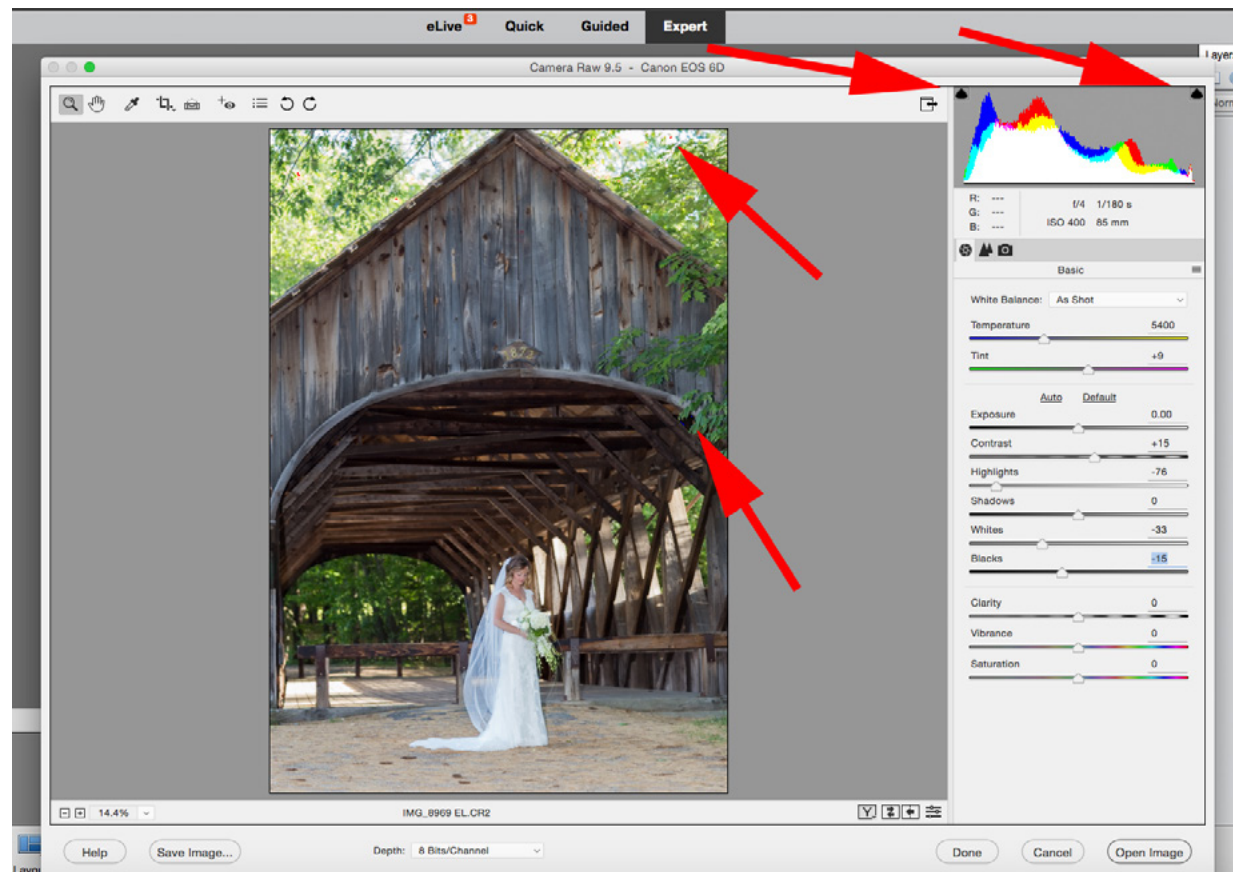 eLive 3 Quick Guided Expert
Layers
Camera Raw 9.5 - Canon EOS 6D
R: ---
G: ---
B: ---
f/4 1/180 s
ISO 400 85 mm
Basic
White Balance: As Shot
Temperature 5400
Tint +9
Auto Default
Exposure 0.00
Contrast +15
Highlights -76
Shadows 0
Whites -33
Blacks -15
Clarity 0
Vibrance 0
Saturation 0
1872
14.4%
IMG_8969 EL.CR2
Y
Help Save Image... Depth: 8 Bits/Channel Done Cancel Open Image